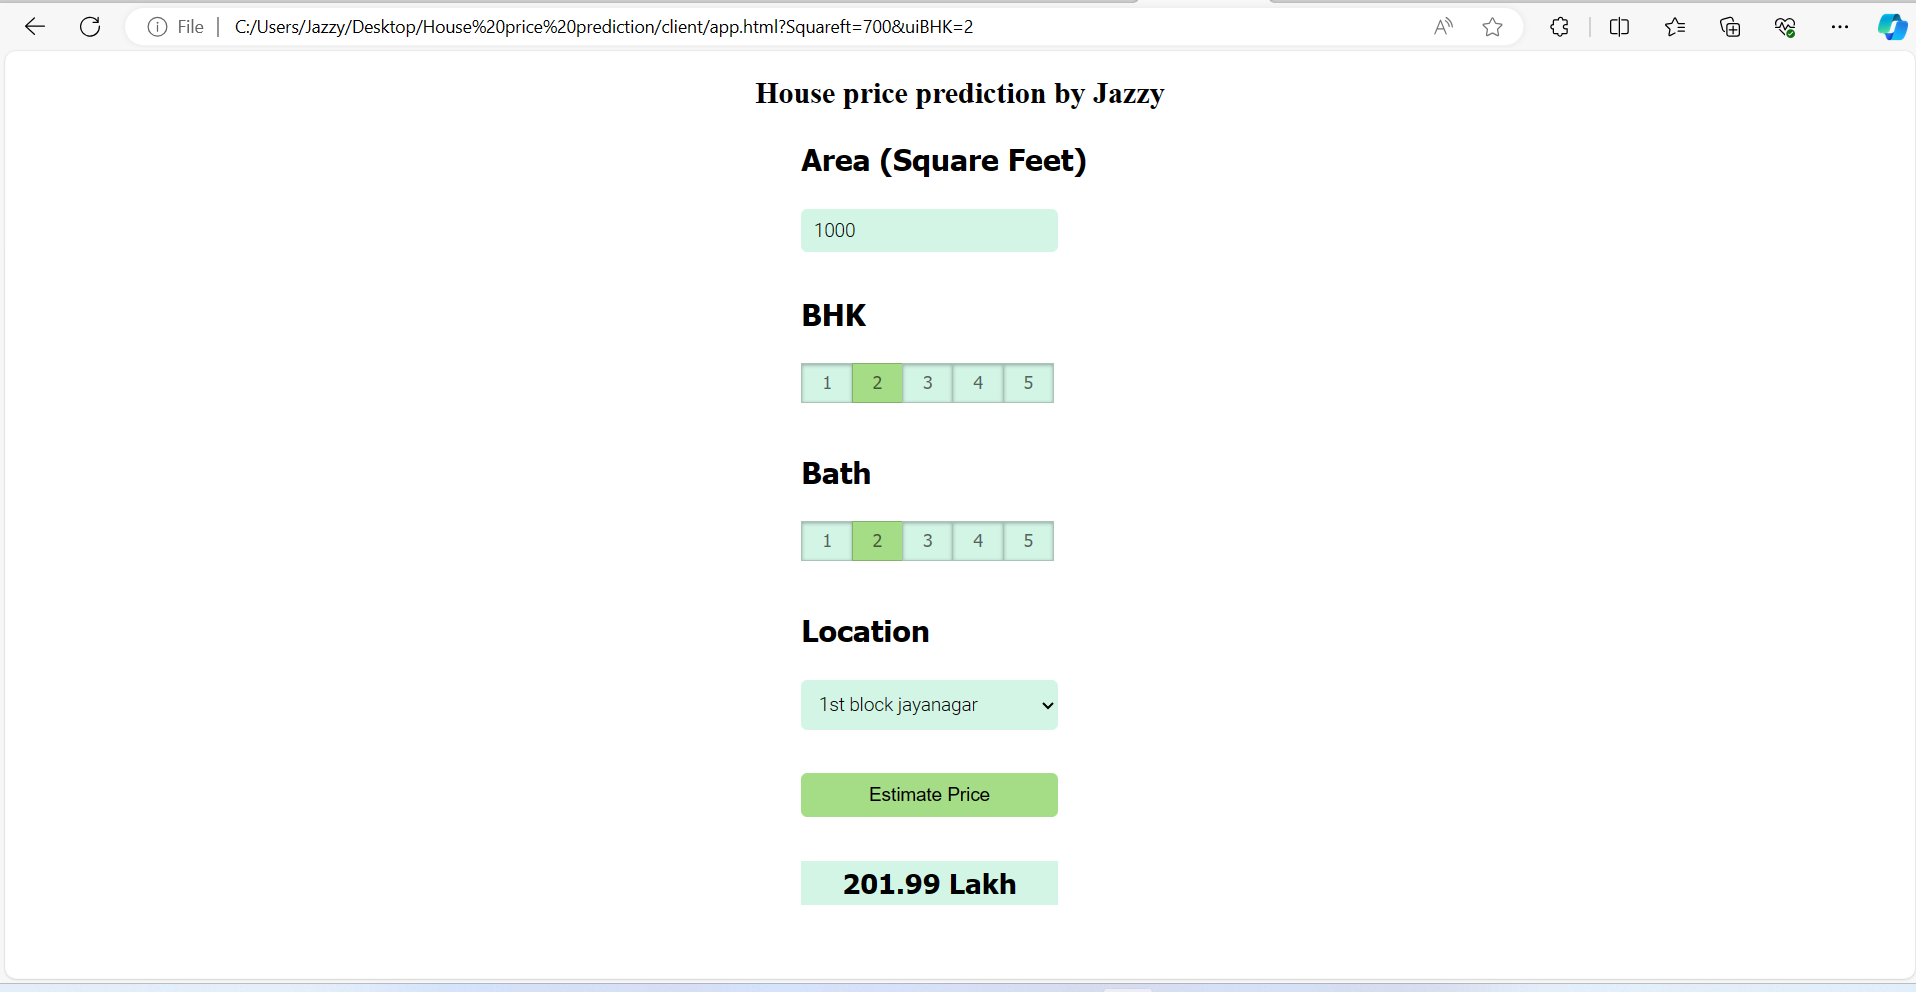 File | C:/Users/Jazzy/Desktop/House%20price%20prediction/client/app.html?Squareft=700&uiBHK=2
House price prediction by Jazzy
Area (Square Feet)
1000
BHK
1 2 3 4 5
Bath
1 2 3 4 5
Location
1st block jayanagar
Estimate Price
201.99 Lakh